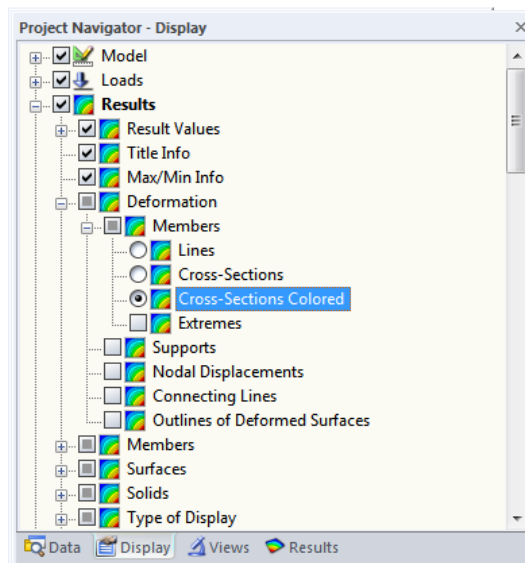 Project Navigator - Display
Model
Loads
Results
Result Values
Title Info
Max/Min Info
Deformation
Members
Lines
Cross-Sections
Cross-Sections Colored
Extremes
Supports
Nodal Displacements
Connecting Lines
Outlines of Deformed Surfaces
Members
Surfaces
Solids
Type of Display
Data Display Views Results